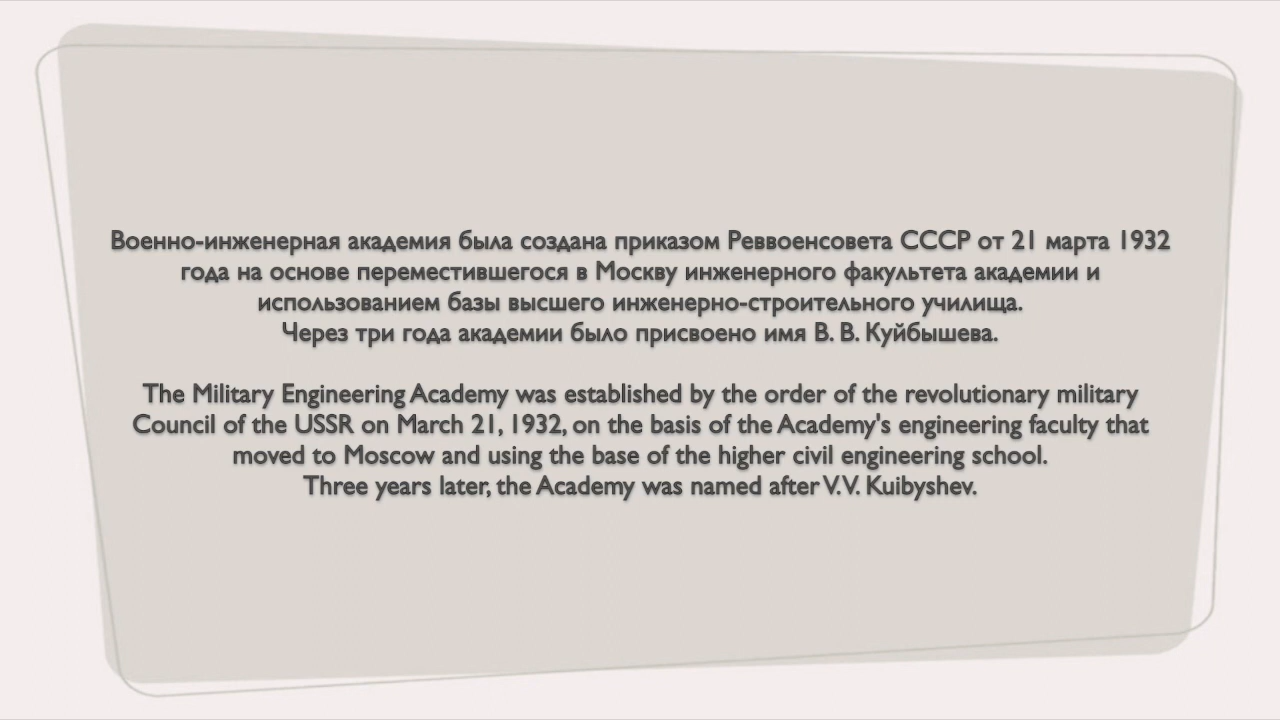 Военно-инженерная академия была создана приказом Реввоенсовета СССР от 21 марта 1932
года на основе переместившегося в Москву инженерного факультета академии и
использованием базы высшего инженерно-строительного училища.
Через три года академии было присвоено имя В. В. Куйбышева.
The Military Engineering Academy was established by the order of the revolutionary military
Council of the USSR on March 21, 1932, on the basis of the Academy's engineering faculty that
moved to Moscow and using the base of the higher civil engineering school.
Three years later, the Academy was named after V.V. Kuibyshev.